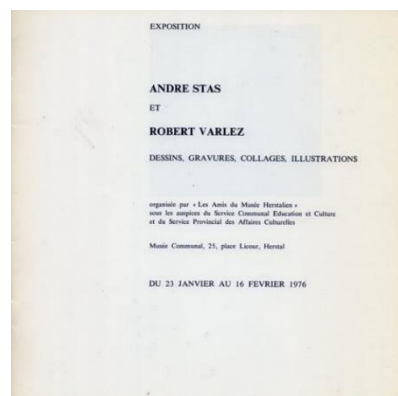 EXPOSITION
ANDRE STAS
ET
ROBERT VARLEZ
DESSINS, GRAVURES, COLLAGES, ILLUSTRATIONS
organisée par « Les Amis du Musée Herstalien »
sous les auspices du Service Communal Education et Culture
et du Service Provincial des Affaires Culturelles
Musée Communal, 25, place Licour, Herstal
DU 23 JANVIER AU 16 FEVRIER 1976